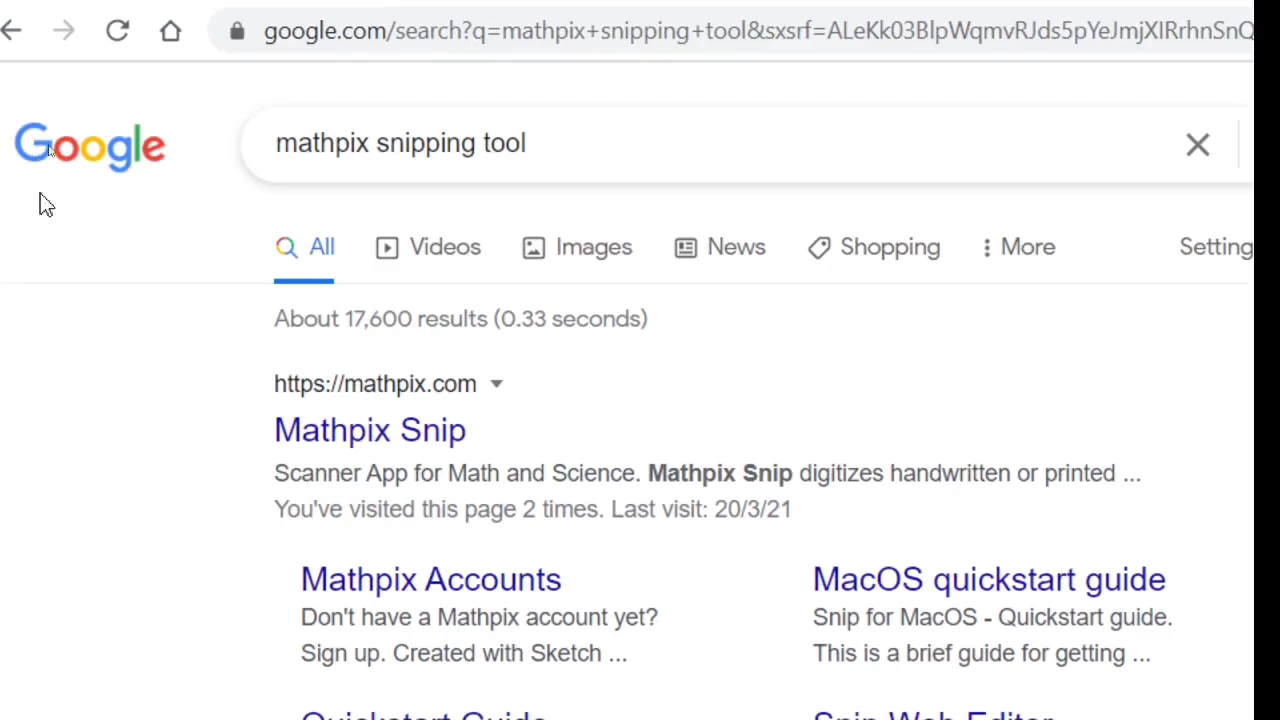 google.com/search?q=mathpix+snipping+tool&sxsrf=ALeKk03BlpWqmvRJds5pYeJmjXIRrhnSnQ
Google
mathpix snipping tool
All Videos Images News Shopping More Setting
About 17,600 results (0.33 seconds)
https://mathpix.com
Mathpix Snip
Scanner App for Math and Science. Mathpix Snip digitizes handwritten or printed ...
You've visited this page 2 times. Last visit: 20/3/21
Mathpix Accounts
Don't have a Mathpix account yet?
Sign up. Created with Sketch ...
MacOS quickstart guide
Snip for MacOS - Quickstart guide.
This is a brief guide for getting ...
Quickstart Guide
Snip Web Editor